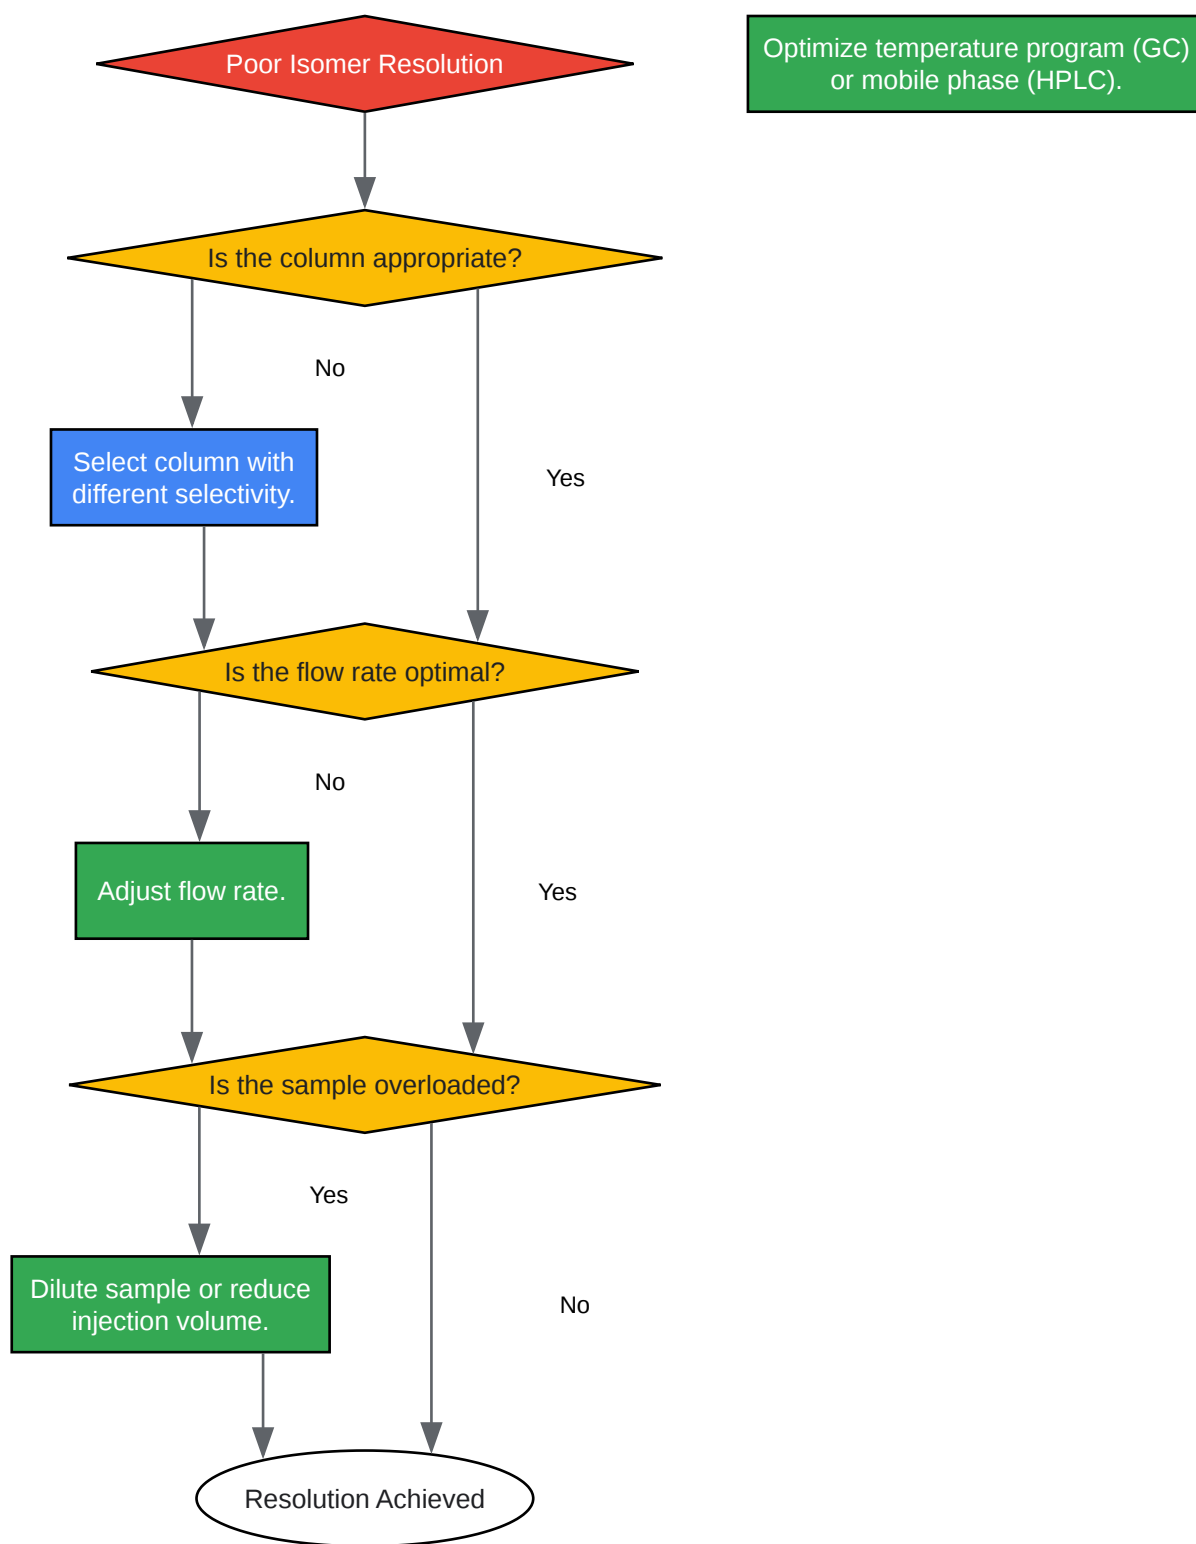 Poor Isomer Resolution
Optimize temperature program (GC)
or mobile phase (HPLC).
Is the column appropriate?
No
Select column with
different selectivity.
Yes
Is the flow rate optimal?
No
Adjust flow rate.
Yes
Is the sample overloaded?
Yes
Dilute sample or reduce
injection volume.
No
Resolution Achieved